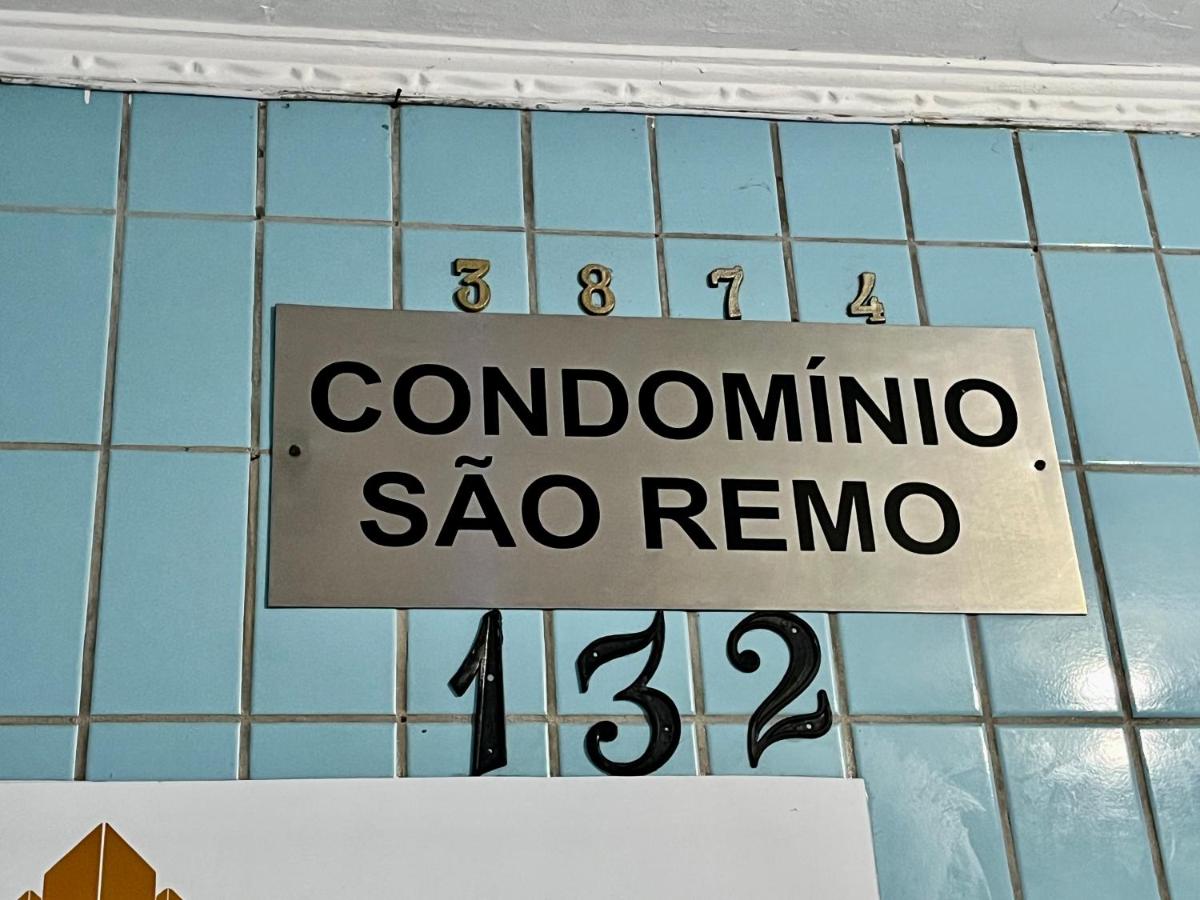 3874
CONDOMÍNIO
SÃO REMO
132